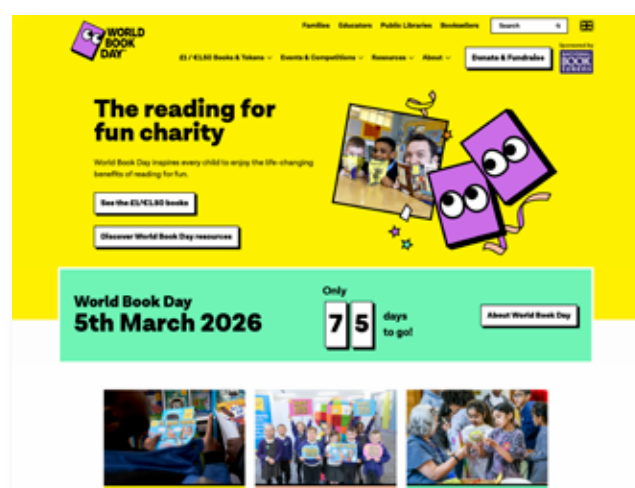 WORLD
BOOK
DAY
Families Educators Public Libraries Booksellers Search
£1 / €1.50 Books & Tokens Events & Competitions Resources About Donate & Fundraise
Sponsored by
NATIONAL
BOOK
TOKENS
The reading for
fun charity
World Book Day inspires every child to enjoy the life-changing
benefits of reading for fun.
See the £1/€1.50 books
Discover World Book Day resources
World Book Day
5th March 2026
Only
75
days
to go!
About World Book Day